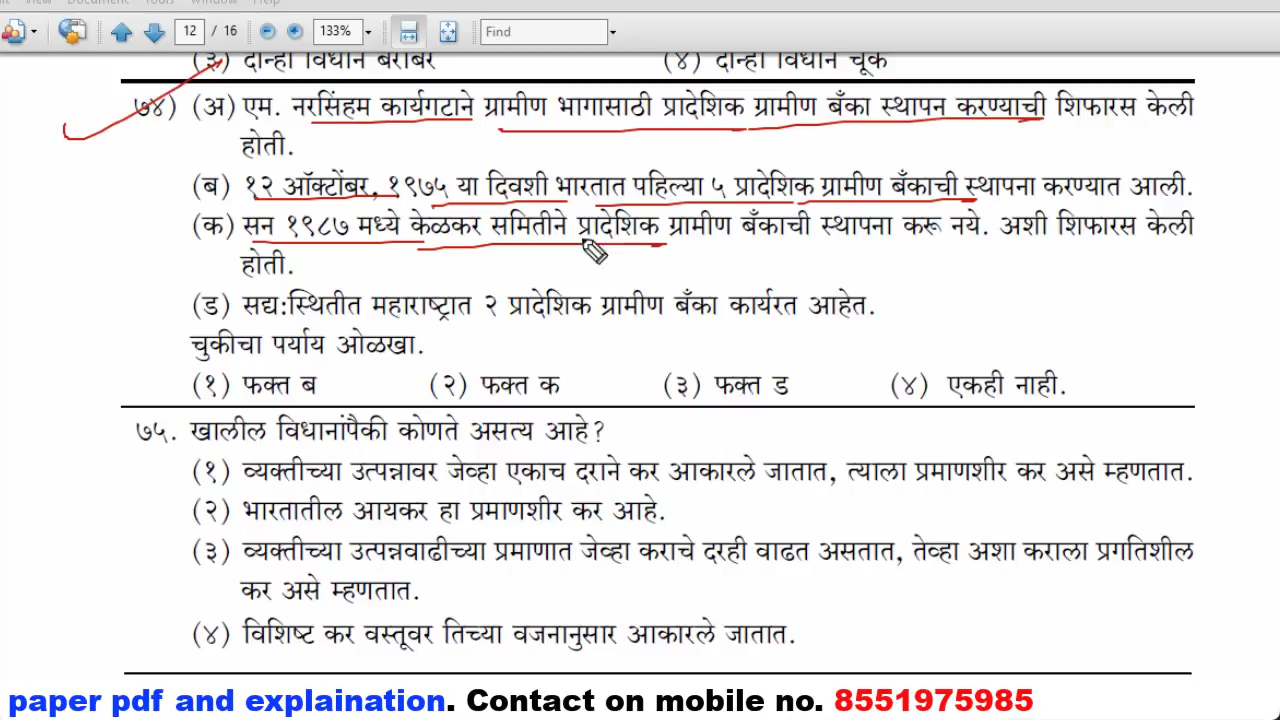 View Document Tools Window Help
12 / 16 133% Find
(३) दोन्ही विधाने बरोबर (४) दोन्ही विधाने चूक
७४) (अ) एम. नरसिंहम कार्यगटाने ग्रामीण भागासाठी प्रादेशिक ग्रामीण बँका स्थापन करण्याची शिफारस केली
होती.
(ब) १२ ऑक्टोंबर, १९७५ या दिवशी भारतात पहिल्या ५ प्रादेशिक ग्रामीण बँकाची स्थापना करण्यात आली.
(क) सन १९८७ मध्ये केळकर समितीने प्रादेशिक ग्रामीण बँकाची स्थापना करू नये. अशी शिफारस केली
होती.
(ड) सद्य:स्थितीत महाराष्ट्रात २ प्रादेशिक ग्रामीण बँका कार्यरत आहेत.
चुकीचा पर्याय ओळखा.
(१) फक्त ब (२) फक्त क (३) फक्त ड (४) एकही नाही.
७५. खालील विधानांपैकी कोणते असत्य आहे?
(१) व्यक्तीच्या उत्पन्नावर जेव्हा एकाच दराने कर आकारले जातात, त्याला प्रमाणशीर कर असे म्हणतात.
(२) भारतातील आयकर हा प्रमाणशीर कर आहे.
(३) व्यक्तीच्या उत्पन्नवाढीच्या प्रमाणात जेव्हा कराचे दरही वाढत असतात, तेव्हा अशा कराला प्रगतिशील
कर असे म्हणतात.
(४) विशिष्ट कर वस्तूवर तिच्या वजनानुसार आकारले जातात.
paper pdf and explaination. Contact on mobile no. 8551975985